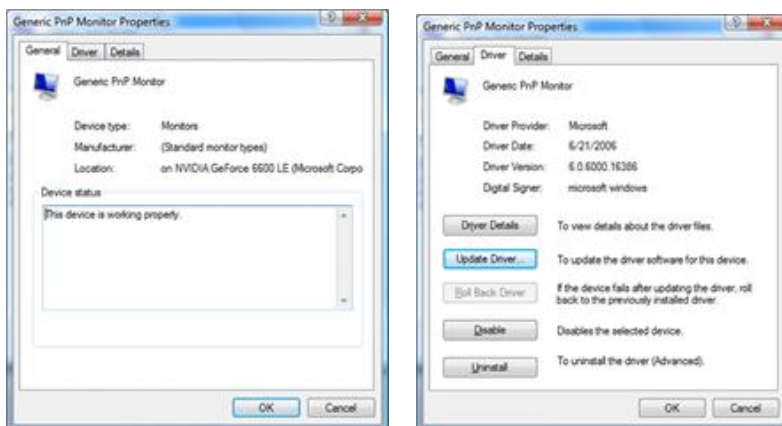 Generic PnP Monitor Properties
General Driver Details
Generic PnP Monitor
Device type: Monitors
Manufacturer: (Standard monitor types)
Location: on NVIDIA GeForce 6600 LE (Microsoft Corpo
Device status
This device is working properly.
OK Cancel
Generic PnP Monitor Properties
General Driver Details
Generic PnP Monitor
Driver Provider: Microsoft
Driver Date: 6/21/2006
Driver Version: 6.0.6000.16386
Digital Signer: microsoft windows
Driver Details To view details about the driver files.
Update Driver... To update the driver software for this device.
Roll Back Driver If the device fails after updating the driver, roll
back to the previously installed driver.
Disable Disables the selected device.
Uninstall To uninstall the driver (Advanced).
OK Cancel